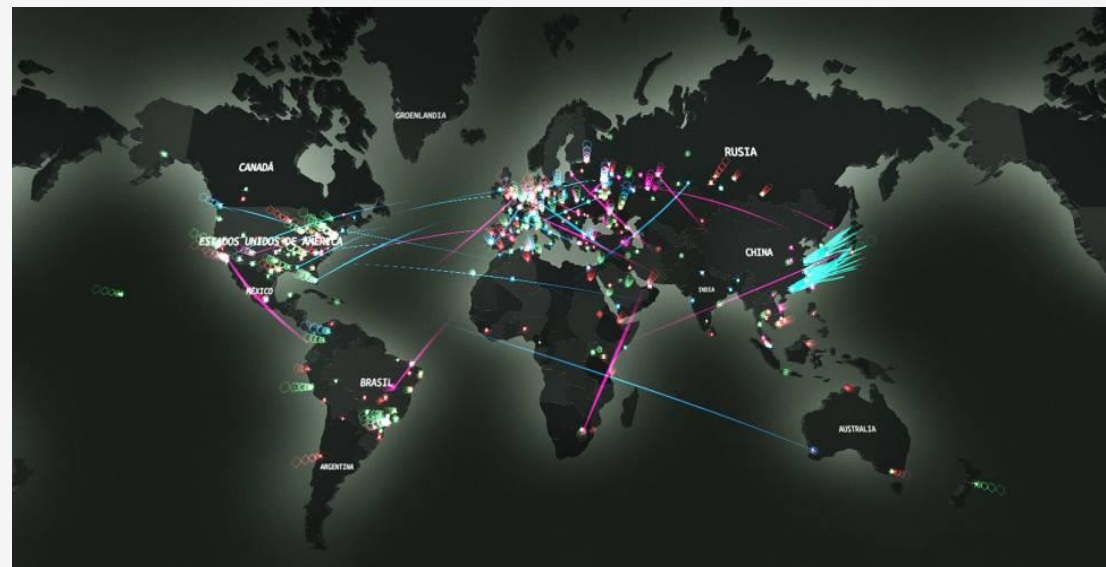 GROENLANDIA
CANADÁ
RUSIA
ESTADOS UNIDOS DE AMÉRICA
CHINA
MÉXICO
INDIA
BRASIL
AUSTRALIA
ARGENTINA